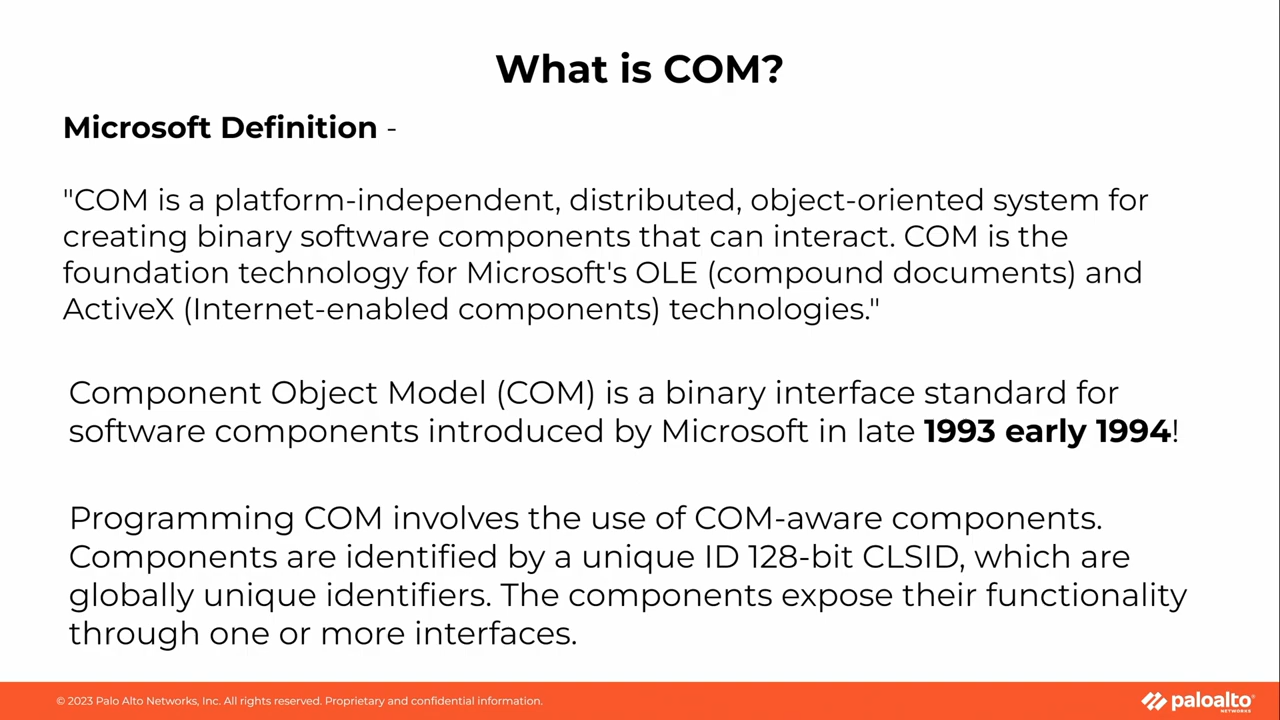 What is COM?
Microsoft Definition -
"COM is a platform-independent, distributed, object-oriented system for
creating binary software components that can interact. COM is the
foundation technology for Microsoft's OLE (compound documents) and
ActiveX (Internet-enabled components) technologies."
Component Object Model (COM) is a binary interface standard for
software components introduced by Microsoft in late 1993 early 1994!
Programming COM involves the use of COM-aware components.
Components are identified by a unique ID 128-bit CLSID, which are
globally unique identifiers. The components expose their functionality
through one or more interfaces.
© 2023 Palo Alto Networks, Inc. All rights reserved. Proprietary and confidential information.
paloalto
NETWORKS